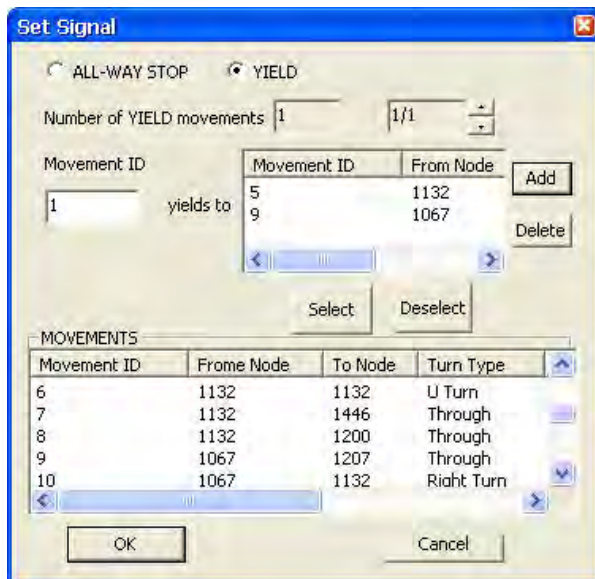 Set Signal
ALL-WAY STOP YIELD
Number of YIELD movements 1 1/1
Movement ID
1 yields to
Movement ID From Node
5 1132
9 1067
Add
Delete
Select Deselect
MOVEMENTS
Movement ID Frome Node To Node Turn Type
6 1132 1132 U Turn
7 1132 1446 Through
8 1132 1200 Through
9 1067 1207 Through
10 1067 1132 Right Turn
OK Cancel